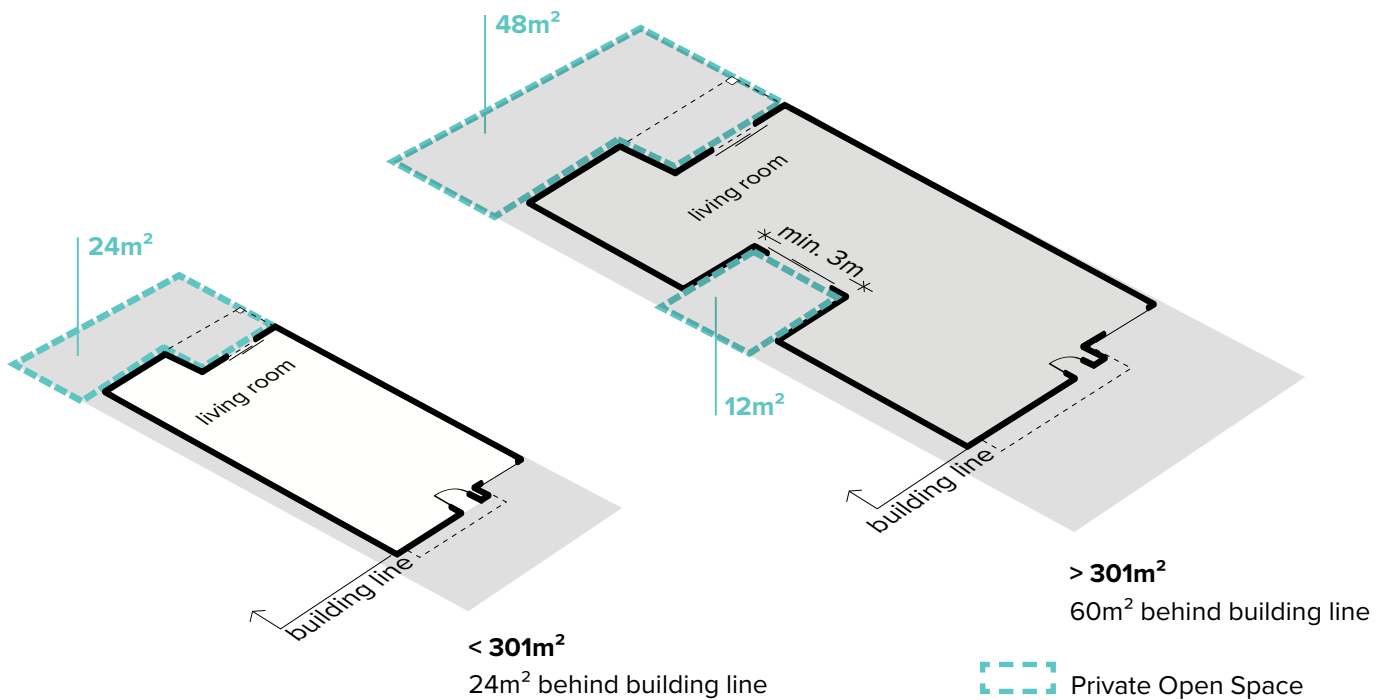 48m²
living room
min. 3m
24m²
living room
12m²
building line
building line
> 301m²
60m² behind building line
< 301m²
24m² behind building line
Private Open Space